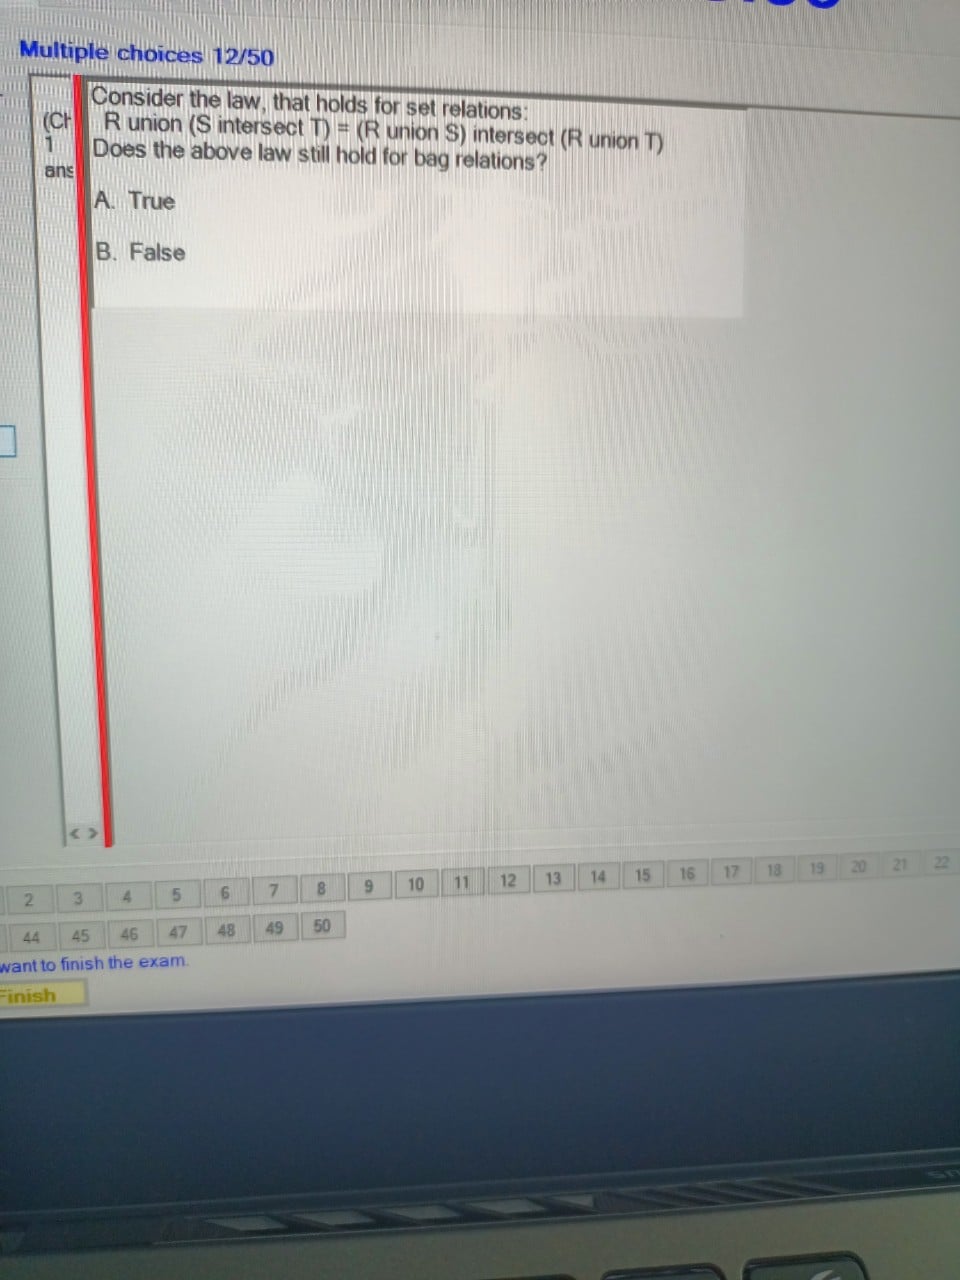 Multiple choices 12/50
Consider the law, that holds for set relations:
(Ch R union (S intersect T) = (R union S) intersect (R union T)
1 Does the above law still hold for bag relations?
ans
A. True
B. False
2 3 4 5 6 7 8 9 10 11 12 13 14 15 16 17 18 19 20 21 22
44 45 46 47 48 49 50
want to finish the exam.
Finish